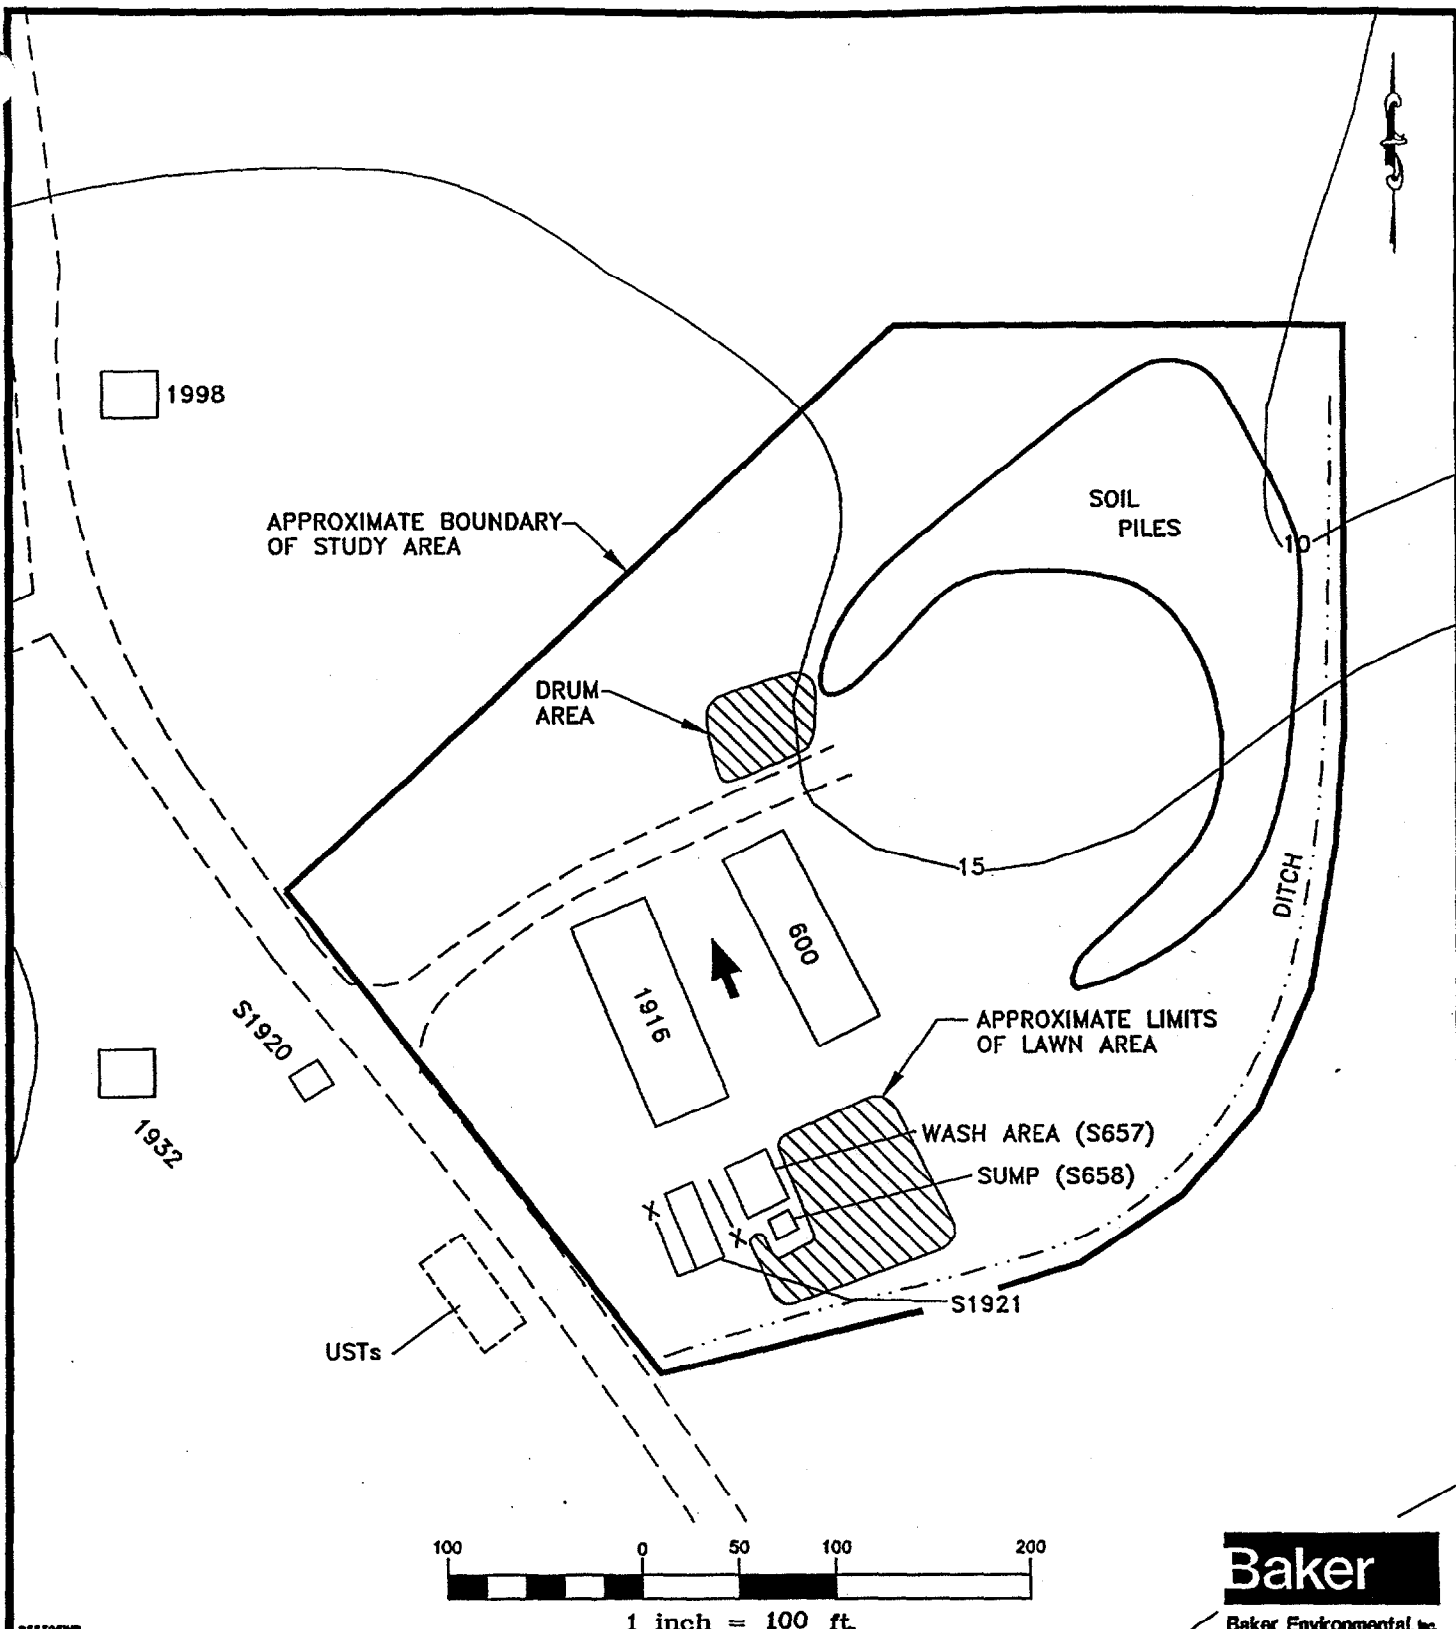 1998
APPROXIMATE BOUNDARY
OF STUDY AREA
SOIL
PILES
10
DRUM
AREA
15
DITCH
600
1916
S1920
1932
APPROXIMATE LIMITS
OF LAWN AREA
WASH AREA (S657)
SUMP (S658)
X
X
S1921
USTs
100 0 50 100 200
1 inch = 100 ft.
Baker
Baker Environmental, Inc.